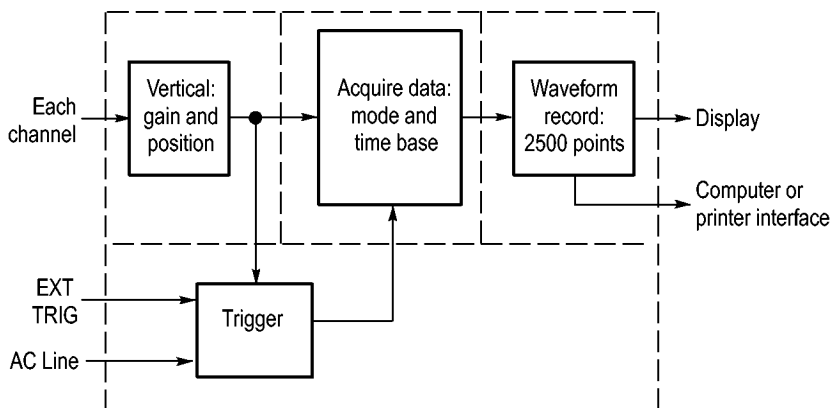 Each
channel
Vertical:
gain and
position
Acquire data:
mode and
time base
Waveform
record:
2500 points
Display
Computer or
printer interface
EXT
TRIG
AC Line
Trigger